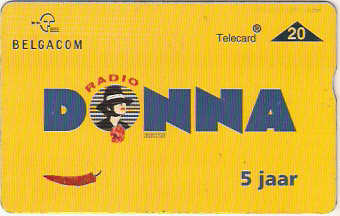 BELGACOM
Telecard® 20
RADIO
DONNA
5 jaar